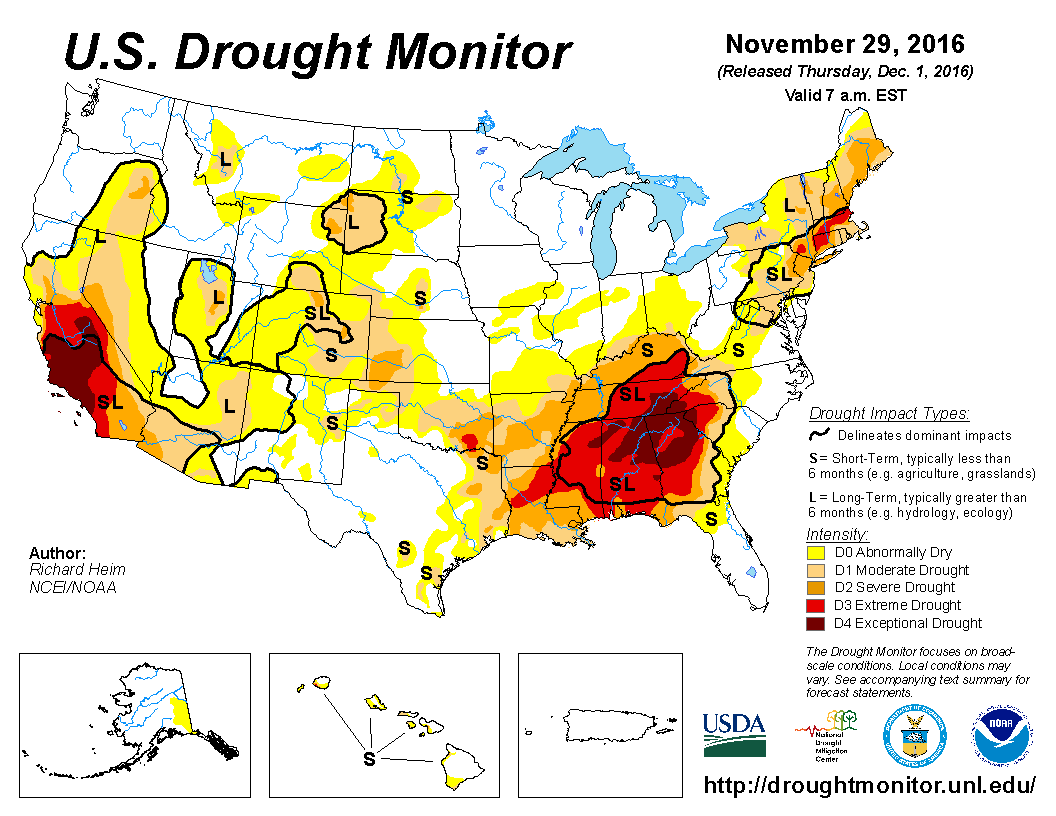 U.S. Drought Monitor
November 29, 2016
(Released Thursday, Dec. 1, 2016)
Valid 7 a.m. EST
L
S
L
L
L
SL
L
S
SL
S
S
S
SL
L
S
SL
S
SL
S
S
S
S
Drought Impact Types:
Delineates dominant impacts
S = Short-Term, typically less than
6 months (e.g. agriculture, grasslands)
L = Long-Term, typically greater than
6 months (e.g. hydrology, ecology)
Intensity:
D0 Abnormally Dry
D1 Moderate Drought
D2 Severe Drought
D3 Extreme Drought
D4 Exceptional Drought
Author:
Richard Heim
NCEI/NOAA
The Drought Monitor focuses on broad-
scale conditions. Local conditions may
vary. See accompanying text summary for
forecast statements.
S
USDA
National
Drought
Mitigation
Center
NOAA
http://droughtmonitor.unl.edu/